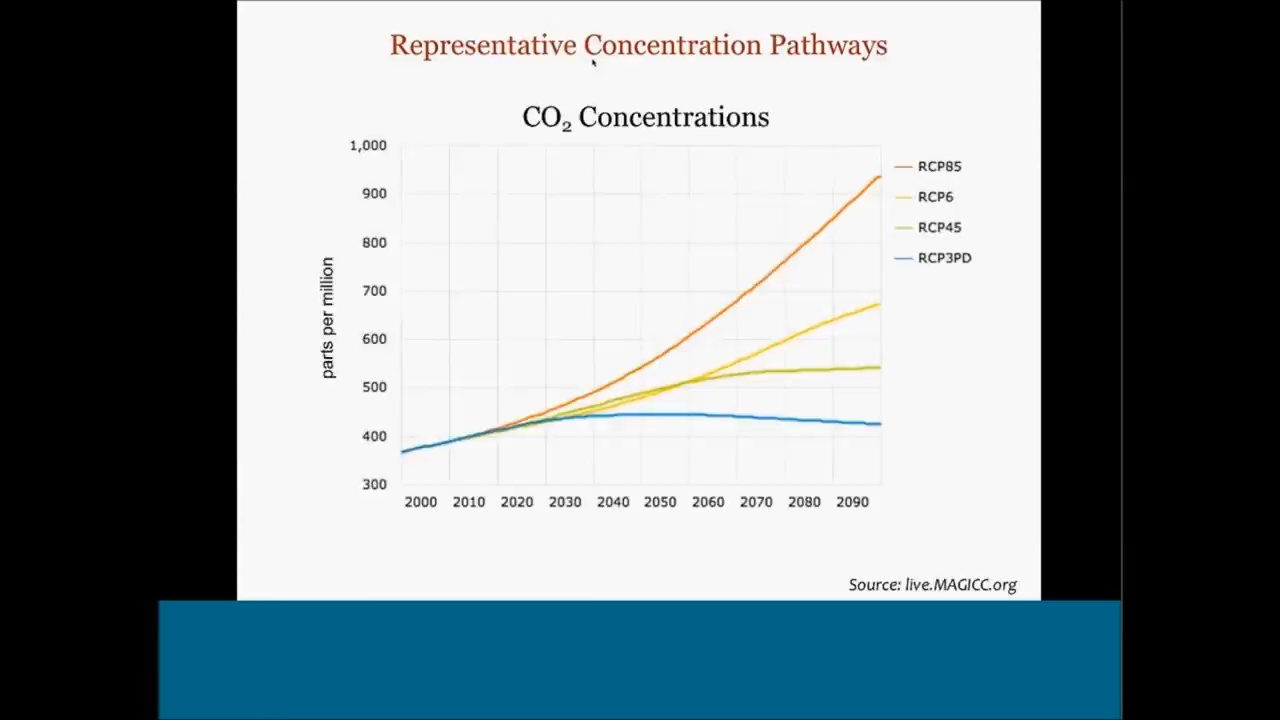 Representative Concentration Pathways
CO₂ Concentrations
1,000
900
800
700
600
500
400
300
parts per million
2000 2010 2020 2030 2040 2050 2060 2070 2080 2090
RCP85
RCP6
RCP45
RCP3PD
Source: live.MAGICC.org